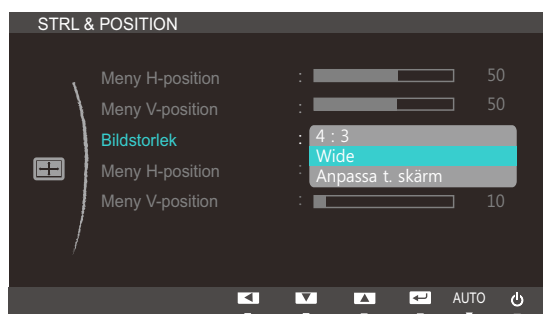 STRL & POSITION
Meny H-position : 50
Meny V-position : 50
Bildstorlek : 4 : 3
Wide
Anpassa t. skärm
Meny H-position :
Meny V-position : 10
AUTO